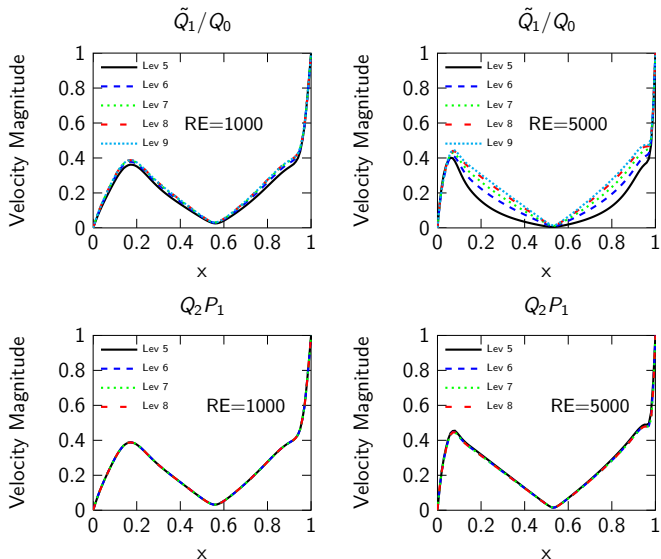 Q̃₁/Q₀
Velocity Magnitude
1
0.8
0.6
0.4
0.2
0
Lev 5
Lev 6
Lev 7
Lev 8
Lev 9
RE=1000
0 0.2 0.4 0.6 0.8 1
x
Q̃₁/Q₀
Velocity Magnitude
1
0.8
0.6
0.4
0.2
0
Lev 5
Lev 6
Lev 7
Lev 8
Lev 9
RE=5000
0 0.2 0.4 0.6 0.8 1
x
Q₂P₁
Velocity Magnitude
1
0.8
0.6
0.4
0.2
0
Lev 5
Lev 6
Lev 7
Lev 8
RE=1000
0 0.2 0.4 0.6 0.8 1
x
Q₂P₁
Velocity Magnitude
1
0.8
0.6
0.4
0.2
0
Lev 5
Lev 6
Lev 7
Lev 8
RE=5000
0 0.2 0.4 0.6 0.8 1
x